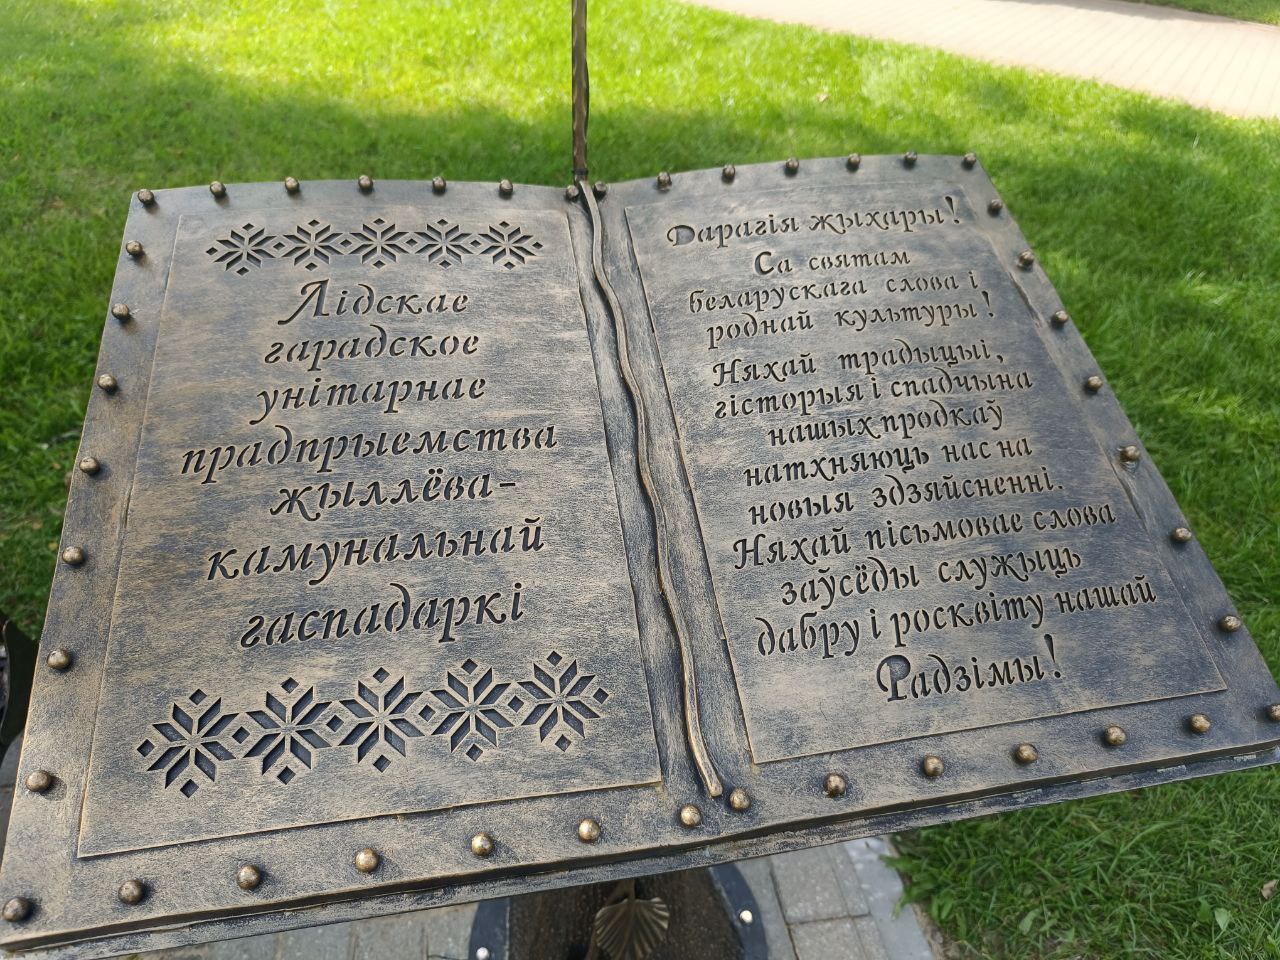 Лідскае
гарадское
унітарнае
прадпрыемства
жыллёва-
камунальнай
гаспадаркі
Дарагія жыхары!
Са святам
беларускага слова і
роднай культуры!
Няхай традыцыі,
гісторыя і спадчына
нашых продкаў
натхняюць нас на
новыя здзяйсненні.
Няхай пісьмовае слова
заўсёды служыць
дабру і росквіту нашай
Радзімы!